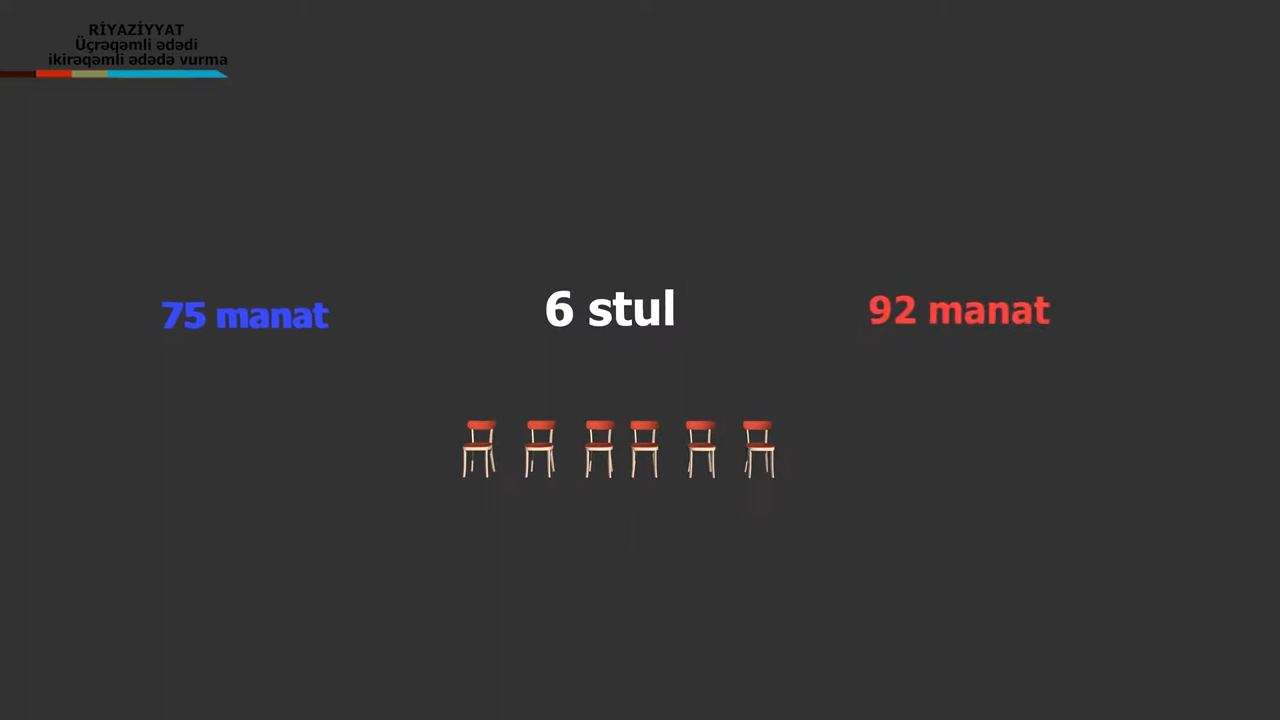 RİYAZİYYAT
Üçrəqəmli ədədi
ikirəqəmli ədədə vurma
75 manat
6 stul
92 manat